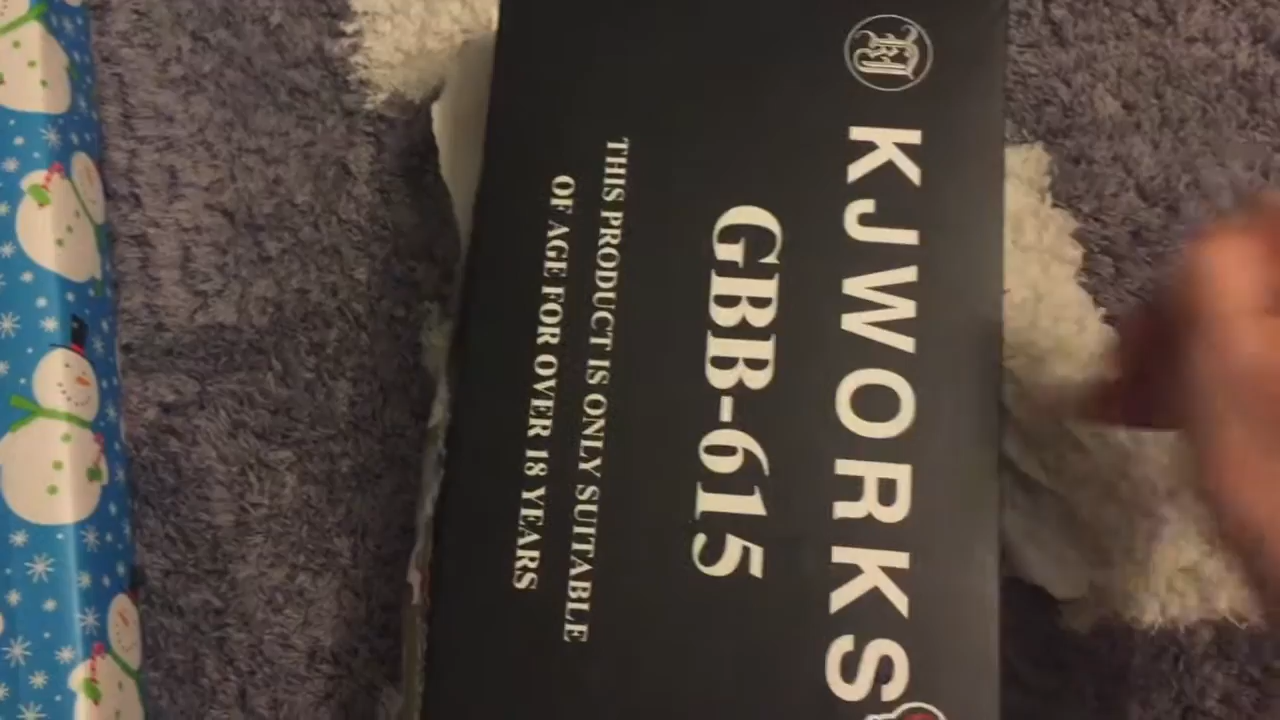 KJWORKS
GBB-615
THIS PRODUCT IS ONLY SUITABLE
OF AGE FOR OVER 18 YEARS